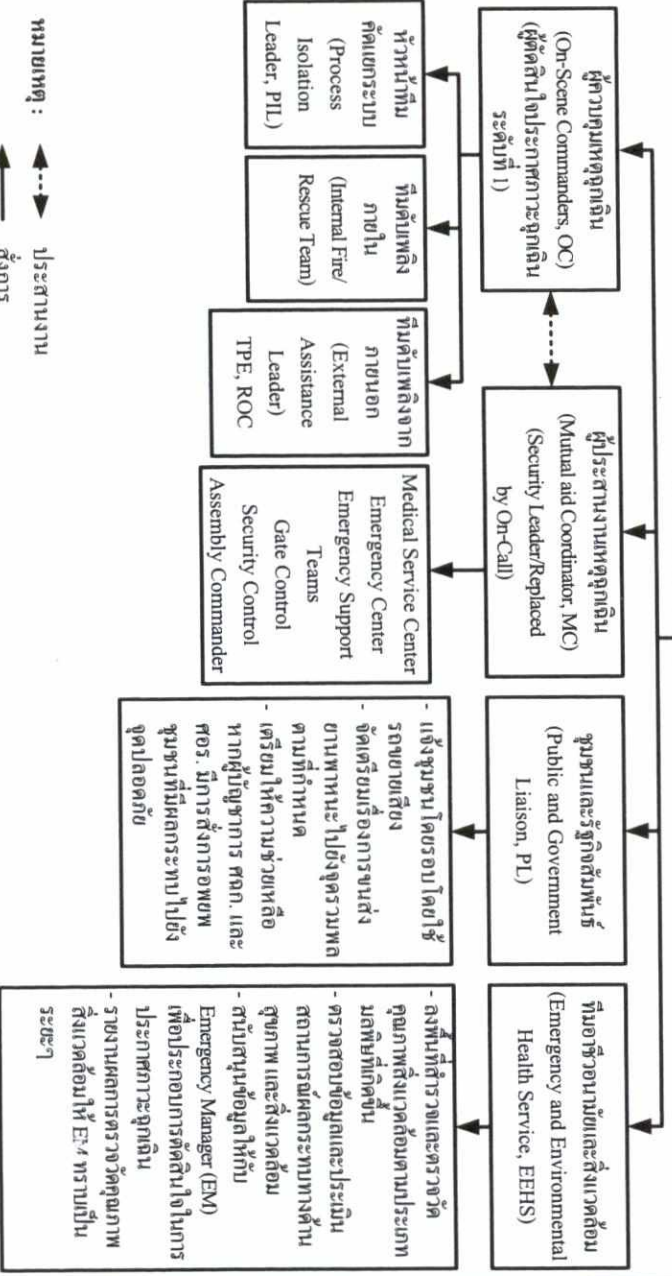 ผู้ควบคุมเหตุฉุกเฉิน
(On-Scene Commanders, OC)
(ผู้ตัดสินใจประกาศภาวะฉุกเฉิน
ระดับที่ 1)
ผู้ประสานงานเหตุฉุกเฉิน
(Mutual aid Coordinator, MC)
(Security Leader/Replaced
by On-Call)
ชุมชนและรัฐกิจสัมพันธ์
(Public and Government
Liaison, PL)
ทีมอาชีวอนามัยและสิ่งแวดล้อม
(Emergency and Environmental
Health Service, EEHS)
หัวหน้าทีม
คัดแยกระบบ
(Process
Isolation
Leader, PIL)
ทีมดับเพลิง
ภายใน
(Internal Fire/
Rescue Team)
ทีมดับเพลิงจาก
ภายนอก
(External
Assistance
Leader)
TPE, ROC
Medical Service Center
Emergency Center
Emergency Support
Teams
Gate Control
Security Control
Assembly Commander
- แจ้งชุมชนโดยรอบโดยใช้
รถขยายเสียง
- จัดเตรียมเรื่องการขนส่ง
ยานพาหนะไปยังจุดรวมพล
ตามที่กำหนด
- เตรียมให้ความช่วยเหลือ
หากผู้บัญชาการ ศฉก. และ
ศอร. มีการสั่งการอพยพ
ชุมชนที่มีผลกระทบไปยัง
จุดปลอดภัย
- ลงพื้นที่สำรวจและตรวจวัด
คุณภาพสิ่งแวดล้อมตามประเภท
มลพิษที่เกิดขึ้น
- ตรวจสอบข้อมูลและประเมิน
สถานการณ์ผลกระทบทางด้าน
สุขภาพ และสิ่งแวดล้อม
- สนับสนุนข้อมูลให้กับ
Emergency Manager (EM)
เพื่อประกอบการตัดสินใจในการ
ประกาศภาวะฉุกเฉิน
- รายงานผลการตรวจวัดคุณภาพ
สิ่งแวดล้อมให้ EM ทราบเป็น
ระยะๆ
หมายเหตุ : ประสานงาน
สั่งการ